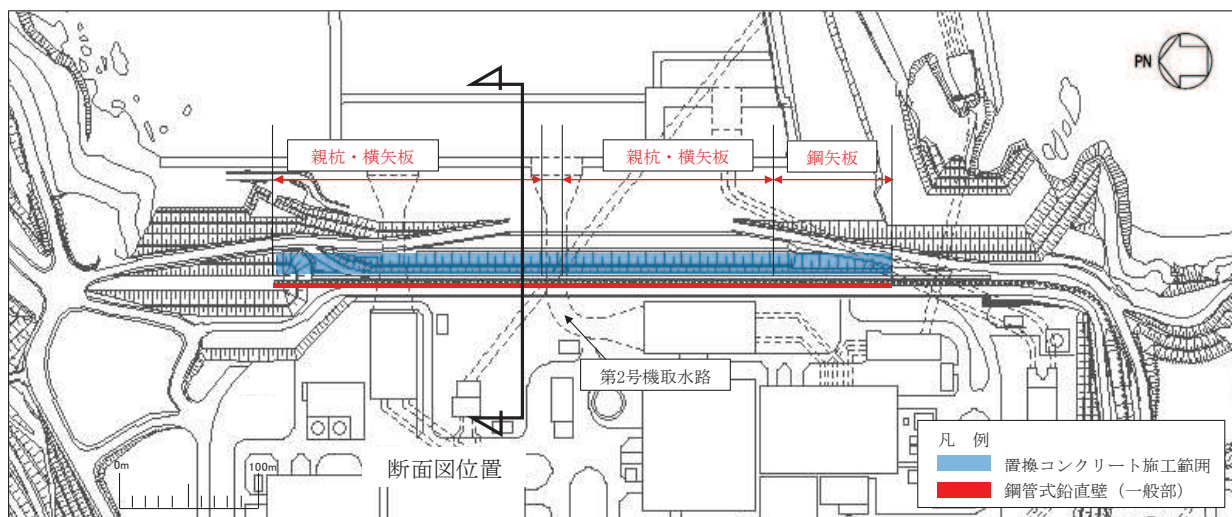 PN
親杭・横矢板
親杭・横矢板
鋼矢板
第2号機取水路
断面図位置
0m
100m
凡 例
置換コンクリート施工範囲
鋼管式鉛直壁(一般部)